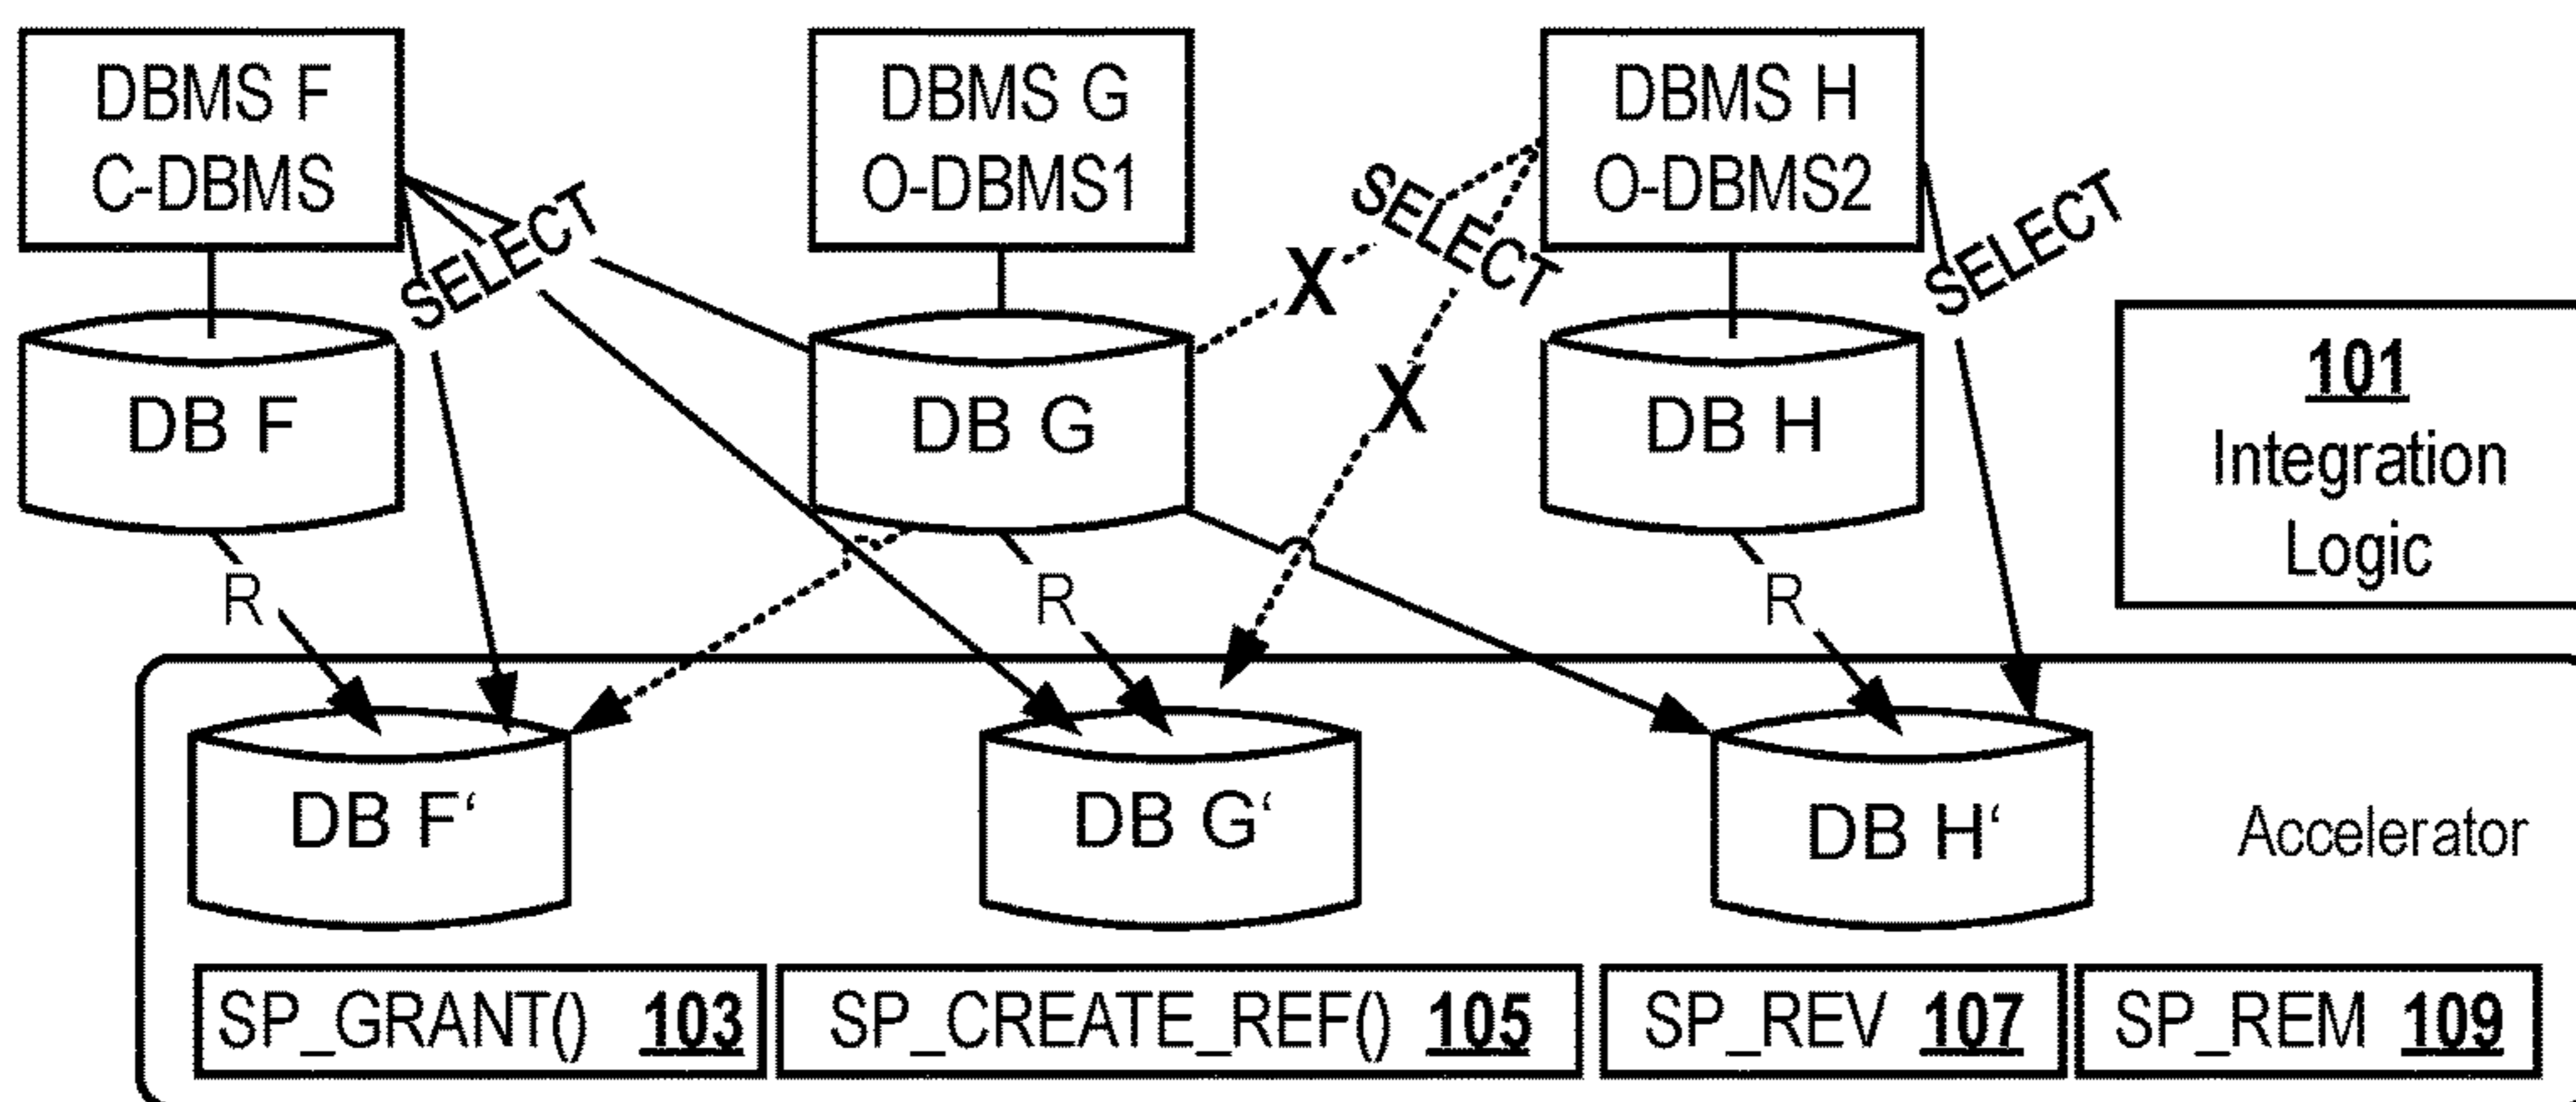 DBMS F
C-DBMS
DBMS G
O-DBMS1
DBMS H
O-DBMS2
SELECT
SELECT
SELECT
X
X
DB F
DB G
DB H
101
Integration
Logic
R
R
R
DB F‘
DB G‘
DB H‘
Accelerator
SP_GRANT() 103
SP_CREATE_REF() 105
SP_REV 107
SP_REM 109